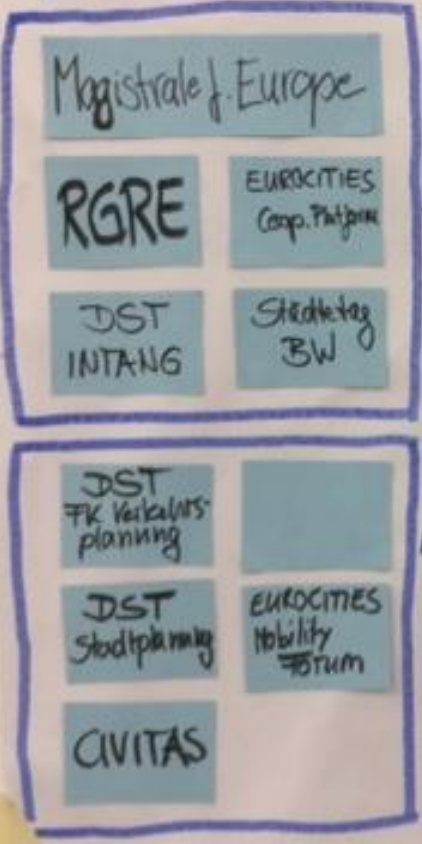 Magistrale f. Europe
RGRE
EUROCITIES
Coop. Platform
DST
INTANG
Städtetag
BW
DST
FK Verkehrs-
planning
DST
Stadtplanung
EUROCITIES
Mobility
Forum
CIVITAS